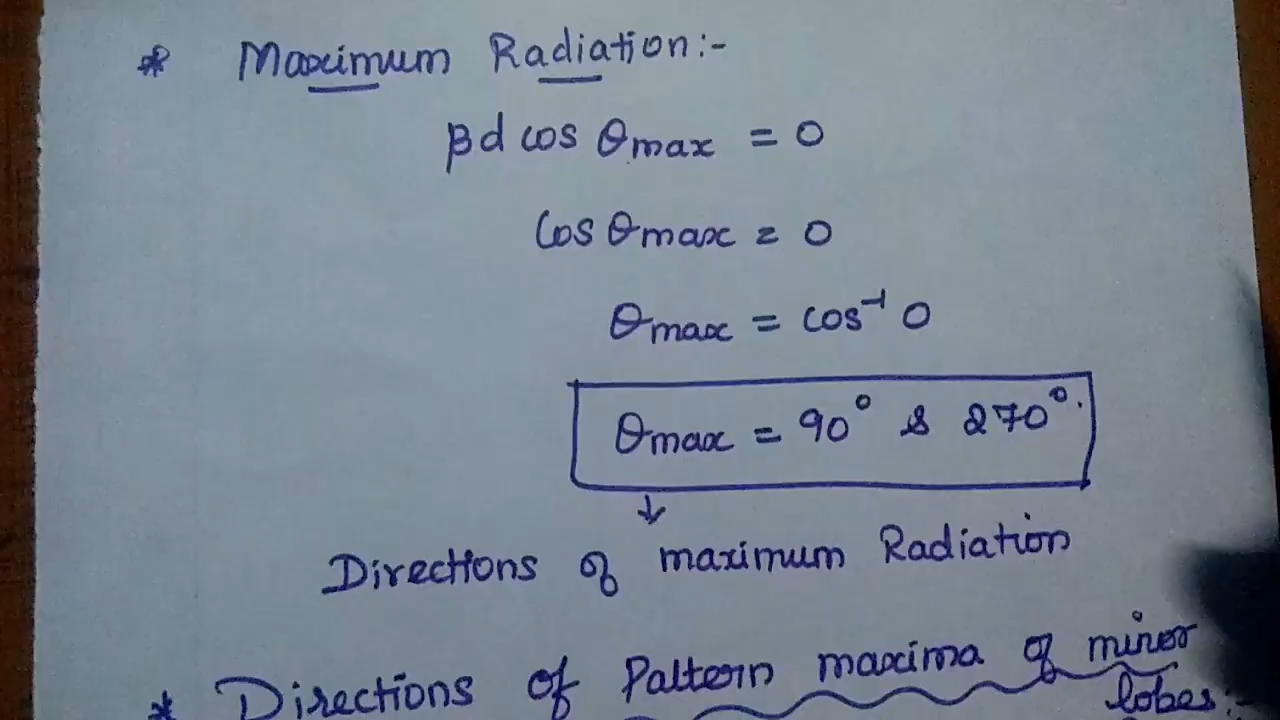 * Maximum Radiation:-
βd cos θmax = 0
Cos θmax = 0
θmax = cos⁻¹ 0
θmax = 90° & 270°.
↓
Directions of maximum Radiation
* Directions of Pattern maxima of minor
lobes:-